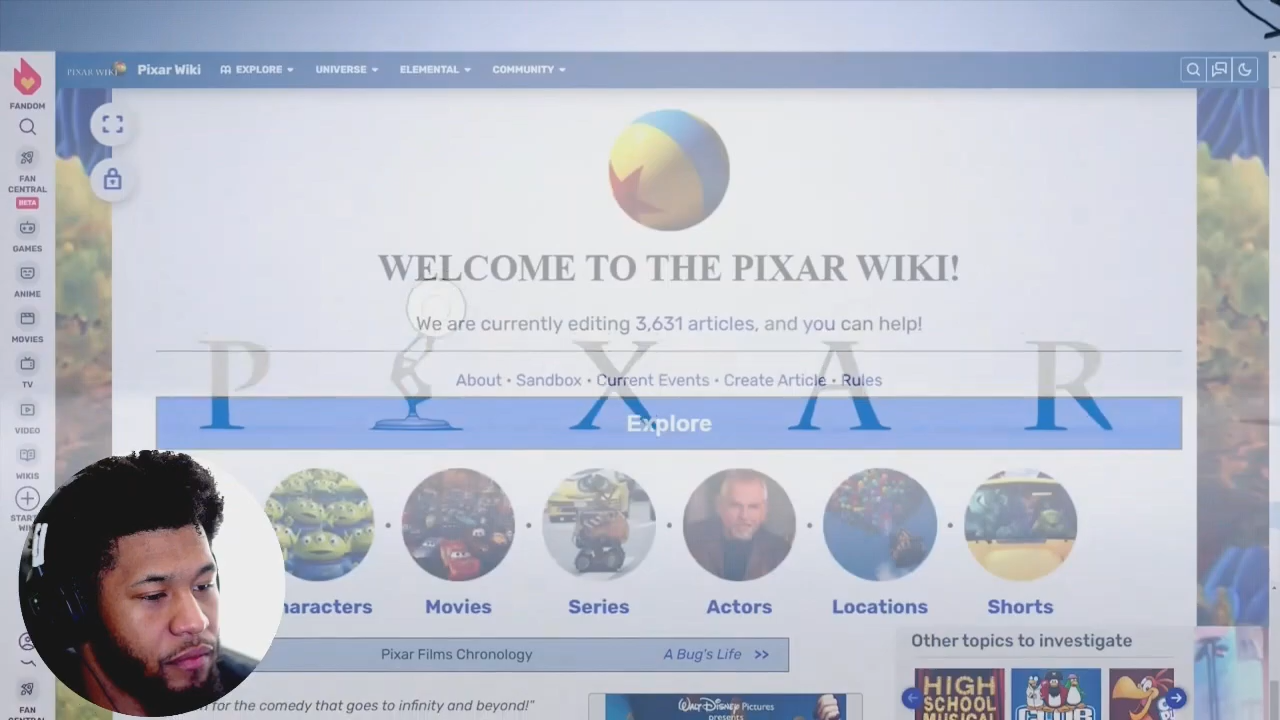 PIXAR WIKI
Pixar Wiki
EXPLORE
UNIVERSE
ELEMENTAL
COMMUNITY
FANDOM
FAN
CENTRAL
BETA
GAMES
ANIME
MOVIES
TV
VIDEO
WIKIS
FAN
WELCOME TO THE PIXAR WIKI!
We are currently editing 3,631 articles, and you can help!
P I X A R
About • Sandbox • Current Events • Create Article • Rules
Explore
Movies
Series
Actors
Locations
Shorts
Pixar Films Chronology
A Bug's Life >>
for the comedy that goes to infinity and beyond!"
WALT DISNEY PICTURES
presents
Other topics to investigate
HIGH
SCHOOL
MUSICAL
CLUB